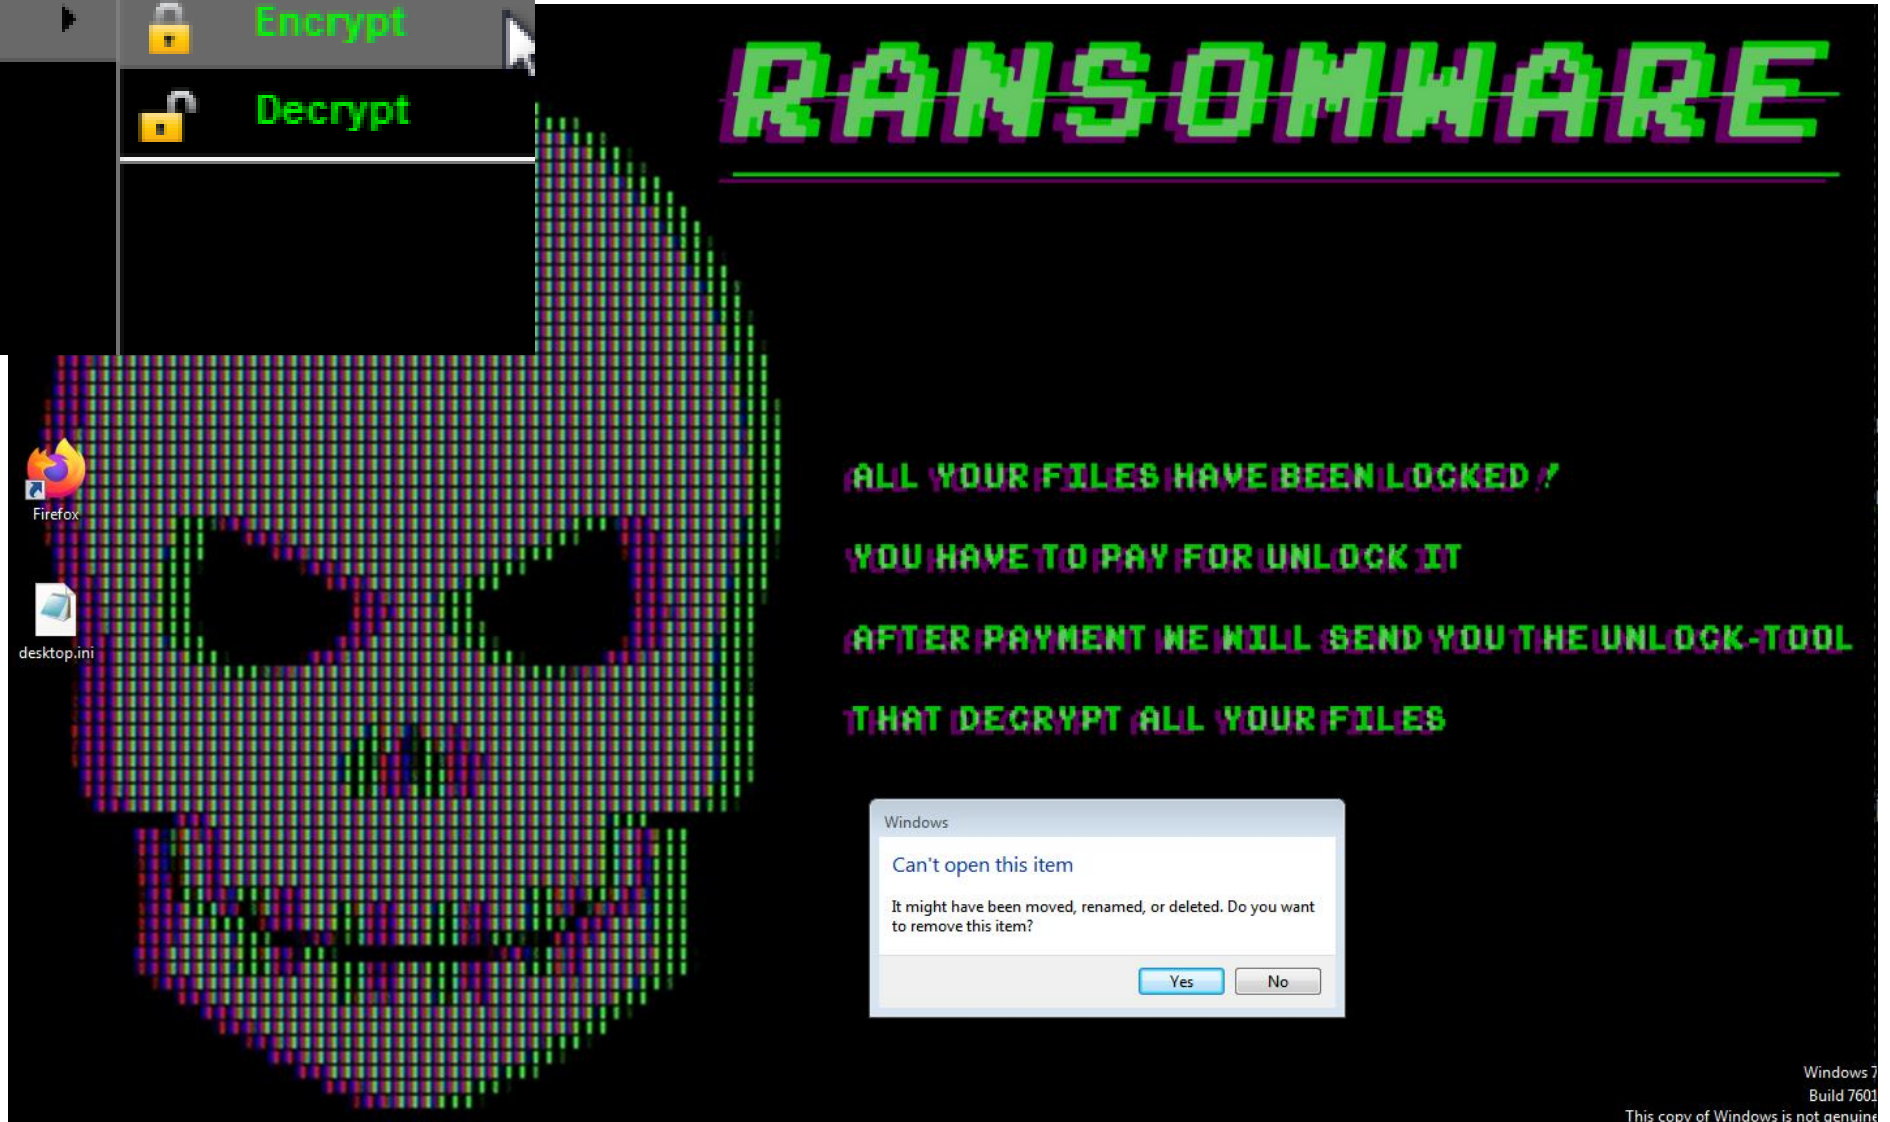 Encrypt
Decrypt
RANSOMWARE
ALL YOUR FILES HAVE BEEN LOCKED!
YOU HAVE TO PAY FOR UNLOCK IT
AFTER PAYMENT WE WILL SEND YOU THE UNLOCK-TOOL
THAT DECRYPT ALL YOUR FILES
Firefox
desktop.ini
Windows
Can't open this item
It might have been moved, renamed, or deleted. Do you want
to remove this item?
Yes
No
Windows 7
Build 7601
This copy of Windows is not genuine